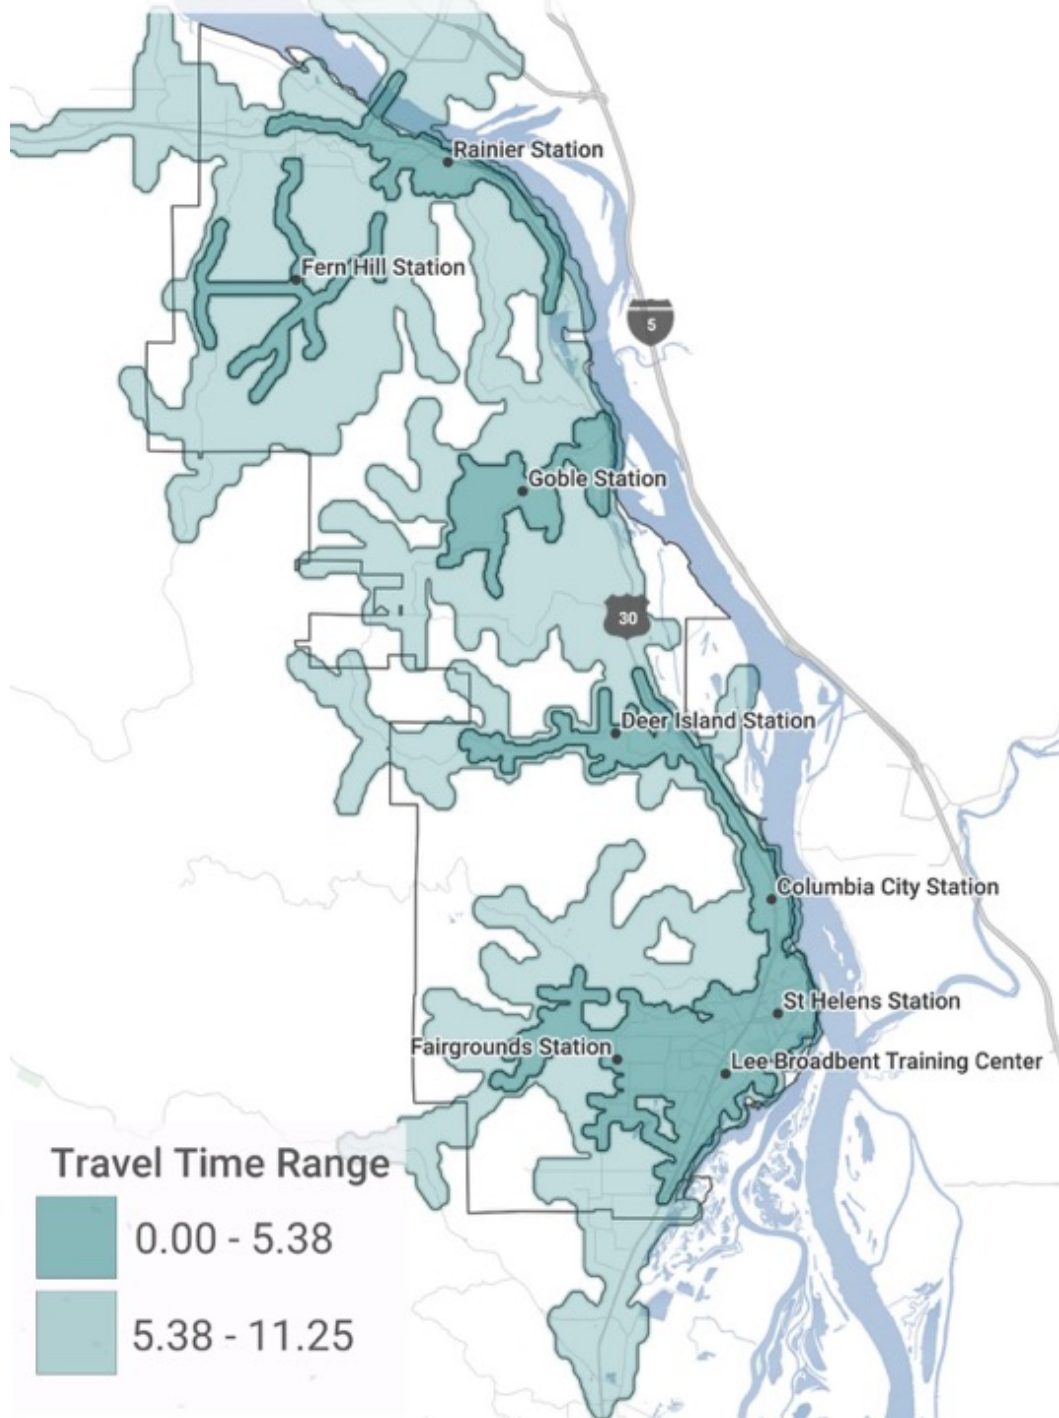 Rainier Station
Fern Hill Station
5
Goble Station
30
Deer Island Station
Columbia City Station
St Helens Station
Fairgrounds Station
Lee Broadbent Training Center
Travel Time Range
0.00 - 5.38
5.38 - 11.25